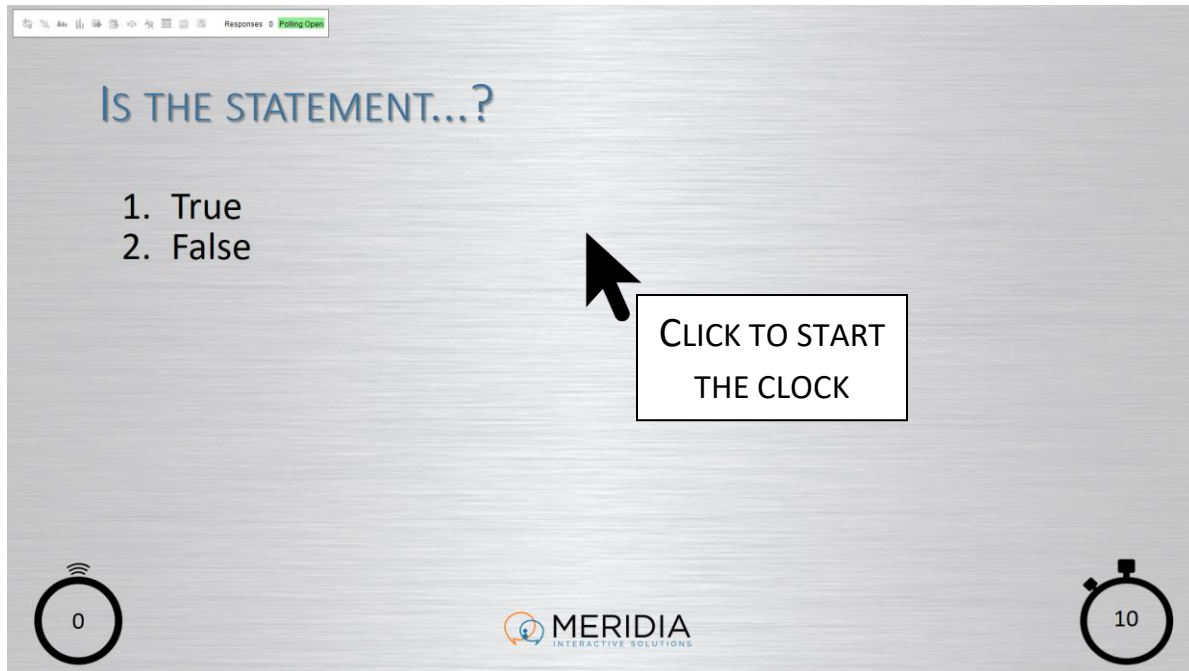 Responses 0 Polling Open
IS THE STATEMENT...?
1. True
2. False
CLICK TO START
THE CLOCK
0
MERIDIA
INTERACTIVE SOLUTIONS
10